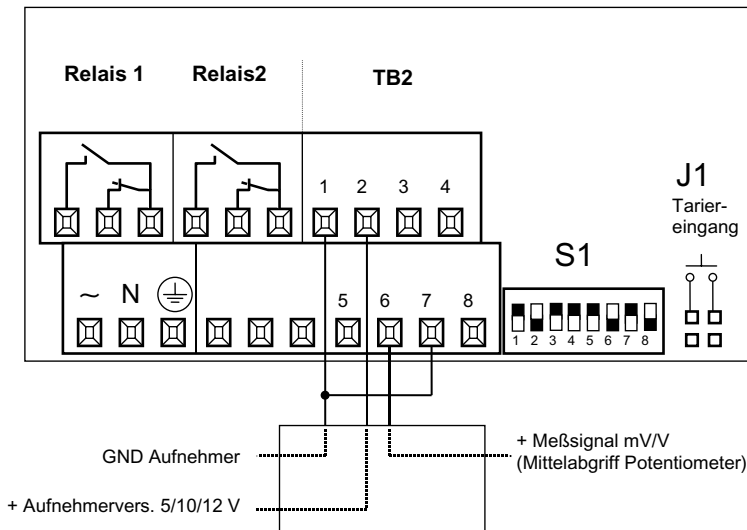 Relais 1 Relais2 TB2
1 2 3 4
J1
Tarier-
eingang
S1
~ N
5 6 7 8
1 2 3 4 5 6 7 8
GND Aufnehmer
+ Meßsignal mV/V
(Mittelabgriff Potentiometer)
+ Aufnehmervers. 5/10/12 V